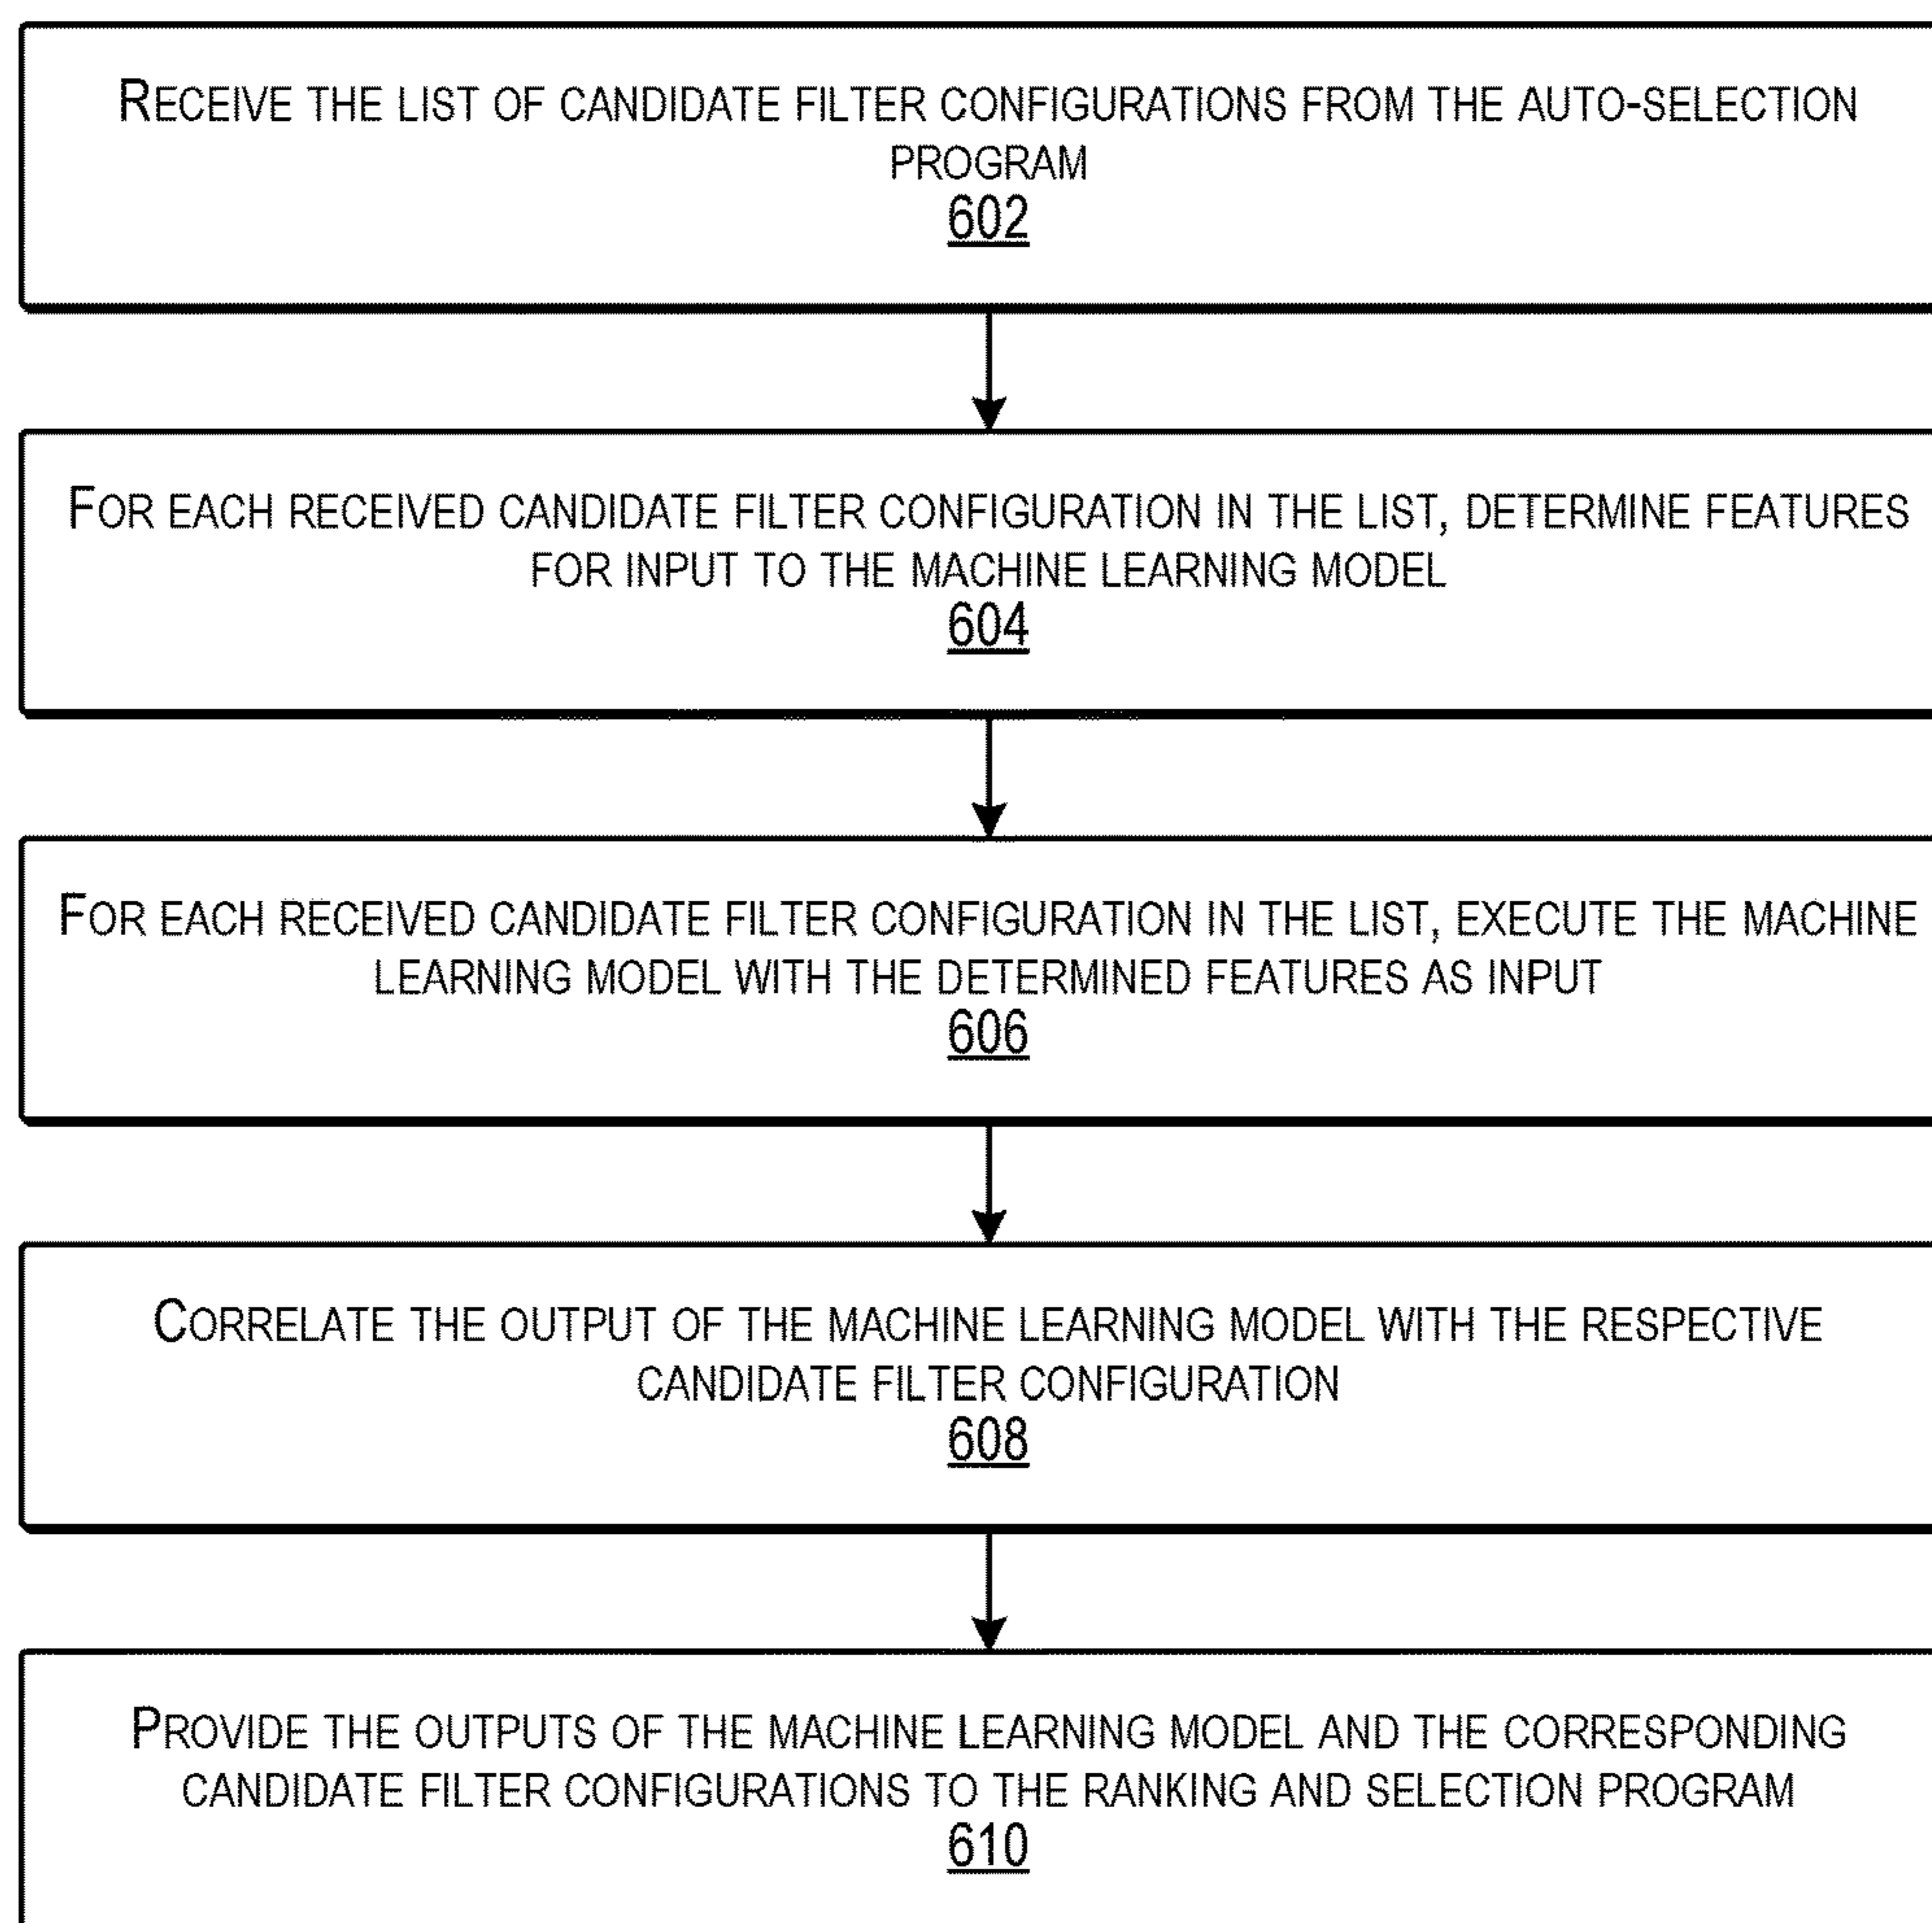 RECEIVE THE LIST OF CANDIDATE FILTER CONFIGURATIONS FROM THE AUTO-SELECTION
PROGRAM
602
FOR EACH RECEIVED CANDIDATE FILTER CONFIGURATION IN THE LIST, DETERMINE FEATURES
FOR INPUT TO THE MACHINE LEARNING MODEL
604
FOR EACH RECEIVED CANDIDATE FILTER CONFIGURATION IN THE LIST, EXECUTE THE MACHINE
LEARNING MODEL WITH THE DETERMINED FEATURES AS INPUT
606
CORRELATE THE OUTPUT OF THE MACHINE LEARNING MODEL WITH THE RESPECTIVE
CANDIDATE FILTER CONFIGURATION
608
PROVIDE THE OUTPUTS OF THE MACHINE LEARNING MODEL AND THE CORRESPONDING
CANDIDATE FILTER CONFIGURATIONS TO THE RANKING AND SELECTION PROGRAM
610